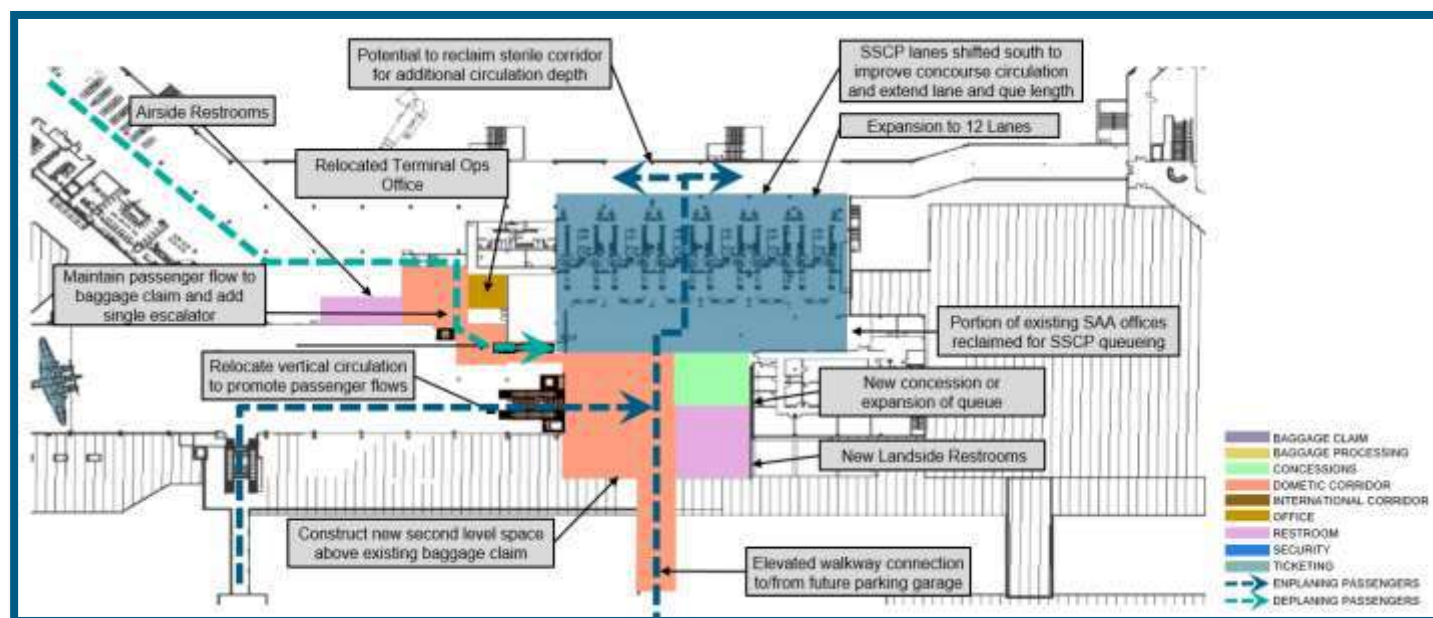 Potential to reclaim sterile corridor
for additional circulation depth
SSCP lanes shifted south to
improve concourse circulation
and extend lane and que length
Airside Restrooms
Expansion to 12 Lanes
Relocated Terminal Ops
Office
Maintain passenger flow to
baggage claim and add
single escalator
Portion of existing SAA offices
reclaimed for SSCP queueing
Relocate vertical circulation
to promote passenger flows
New concession or
expansion of queue
New Landside Restrooms
Construct new second level space
above existing baggage claim
Elevated walkway connection
to/from future parking garage
BAGGAGE CLAIM
BAGGAGE PROCESSING
CONCESSIONS
DOMETIC CORRIDOR
INTERNATIONAL CORRIDOR
OFFICE
RESTROOM
SECURITY
TICKETING
ENPLANING PASSENGERS
DEPLANING PASSENGERS